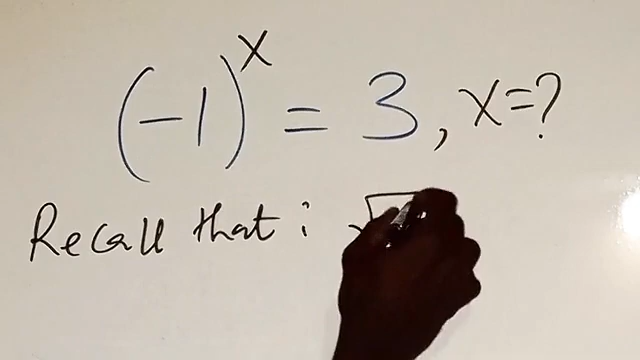 (-1)^x = 3, x=?
Recall that: √